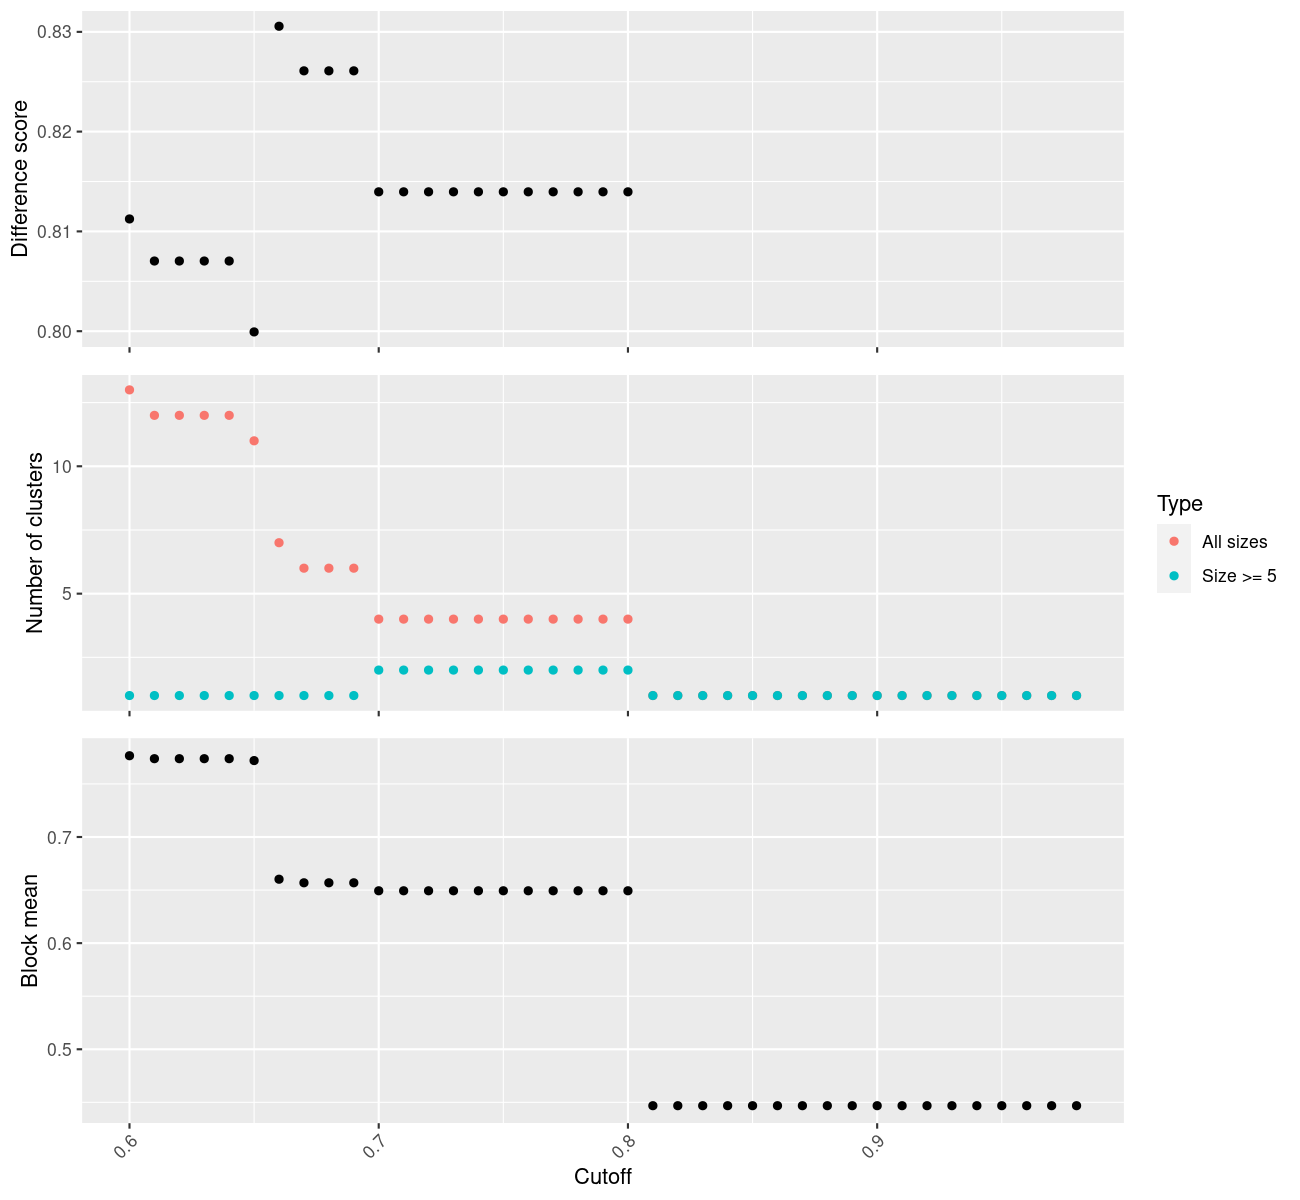 Difference score
0.83
0.82
0.81
0.80
Number of clusters
10
5
Type
All sizes
Size >= 5
Block mean
0.7
0.6
0.5
0.6
0.7
0.8
0.9
Cutoff